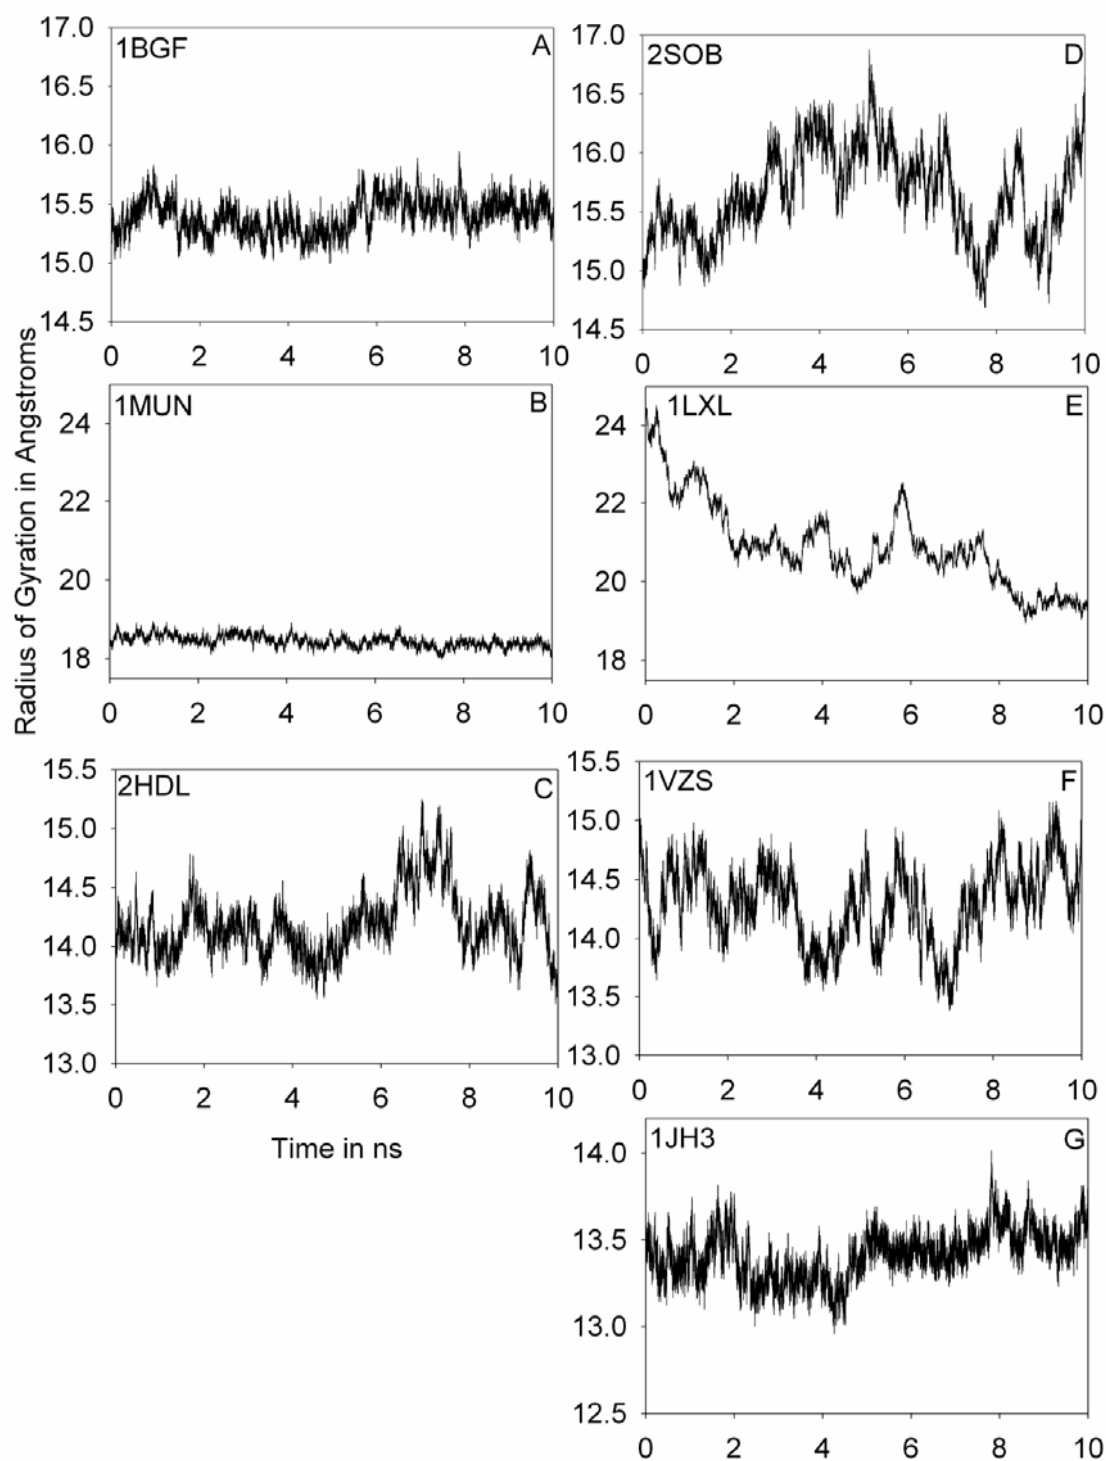 Radius of Gyration in Angstroms
1BGF A
17.0
16.5
16.0
15.5
15.0
14.5
0 2 4 6 8 10
2SOB D
17.0
16.5
16.0
15.5
15.0
14.5
0 2 4 6 8 10
1MUN B
24
22
20
18
0 2 4 6 8 10
1LXL E
24
22
20
18
0 2 4 6 8 10
2HDL C
15.5
15.0
14.5
14.0
13.5
13.0
0 2 4 6 8 10
1VZS F
15.5
15.0
14.5
14.0
13.5
13.0
0 2 4 6 8 10
Time in ns
1JH3 G
14.0
13.5
13.0
12.5
0 2 4 6 8 10